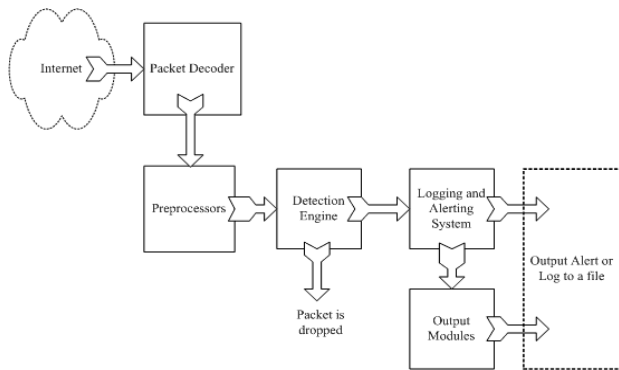 Internet
Packet Decoder
Preprocessors
Detection
Engine
Logging and
Alerting
System
Output Alert or
Log to a file
Packet is
dropped
Output
Modules